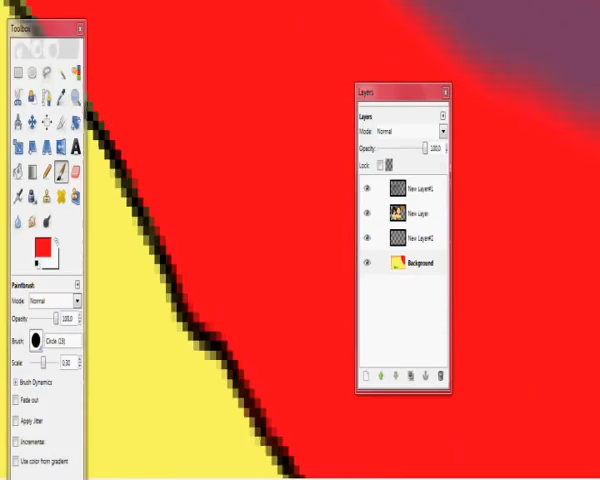 Toolbox
Paintbrush
Mode: Normal
Opacity: 100.0
Brush: Circle (19)
Scale:
Brush Dynamics
Fade out
Apply Jitter
Incremental
Use color from gradient
Layers
Layers
Mode: Normal
Opacity: 100.0
Lock:
New Layer#1
New Layer
New Layer#2
Background